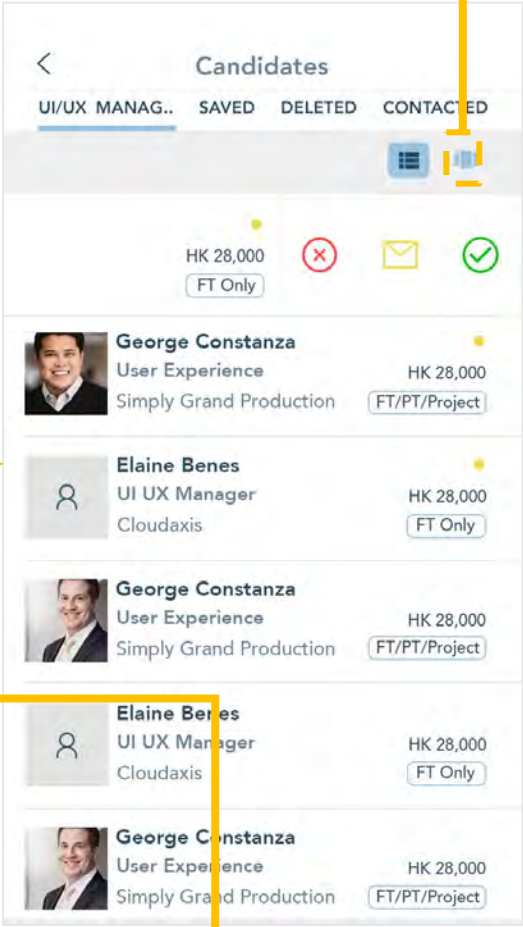 Candidates
UI/UX MANAG.. SAVED DELETED CONTACTED
HK 28,000
FT Only
George Constanza
User Experience
HK 28,000
Simply Grand Production
FT/PT/Project
Elaine Benes
UI UX Manager
HK 28,000
Cloudaxis
FT Only
George Constanza
User Experience
HK 28,000
Simply Grand Production
FT/PT/Project
Elaine Benes
UI UX Manager
HK 28,000
Cloudaxis
FT Only
George Constanza
User Experience
HK 28,000
Simply Grand Production
FT/PT/Project